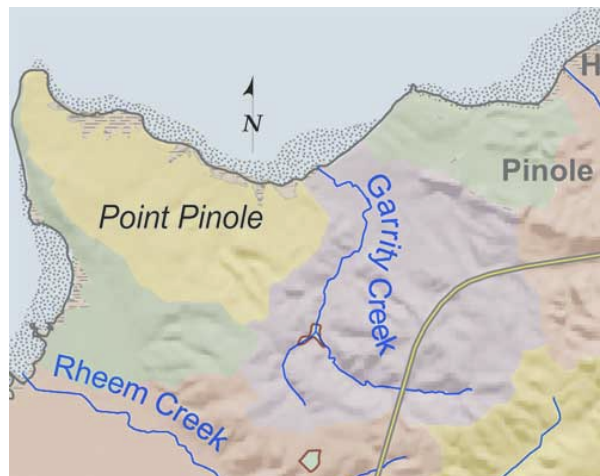 H
N
Pinole
Garrity Creek
Point Pinole
Rheem Creek